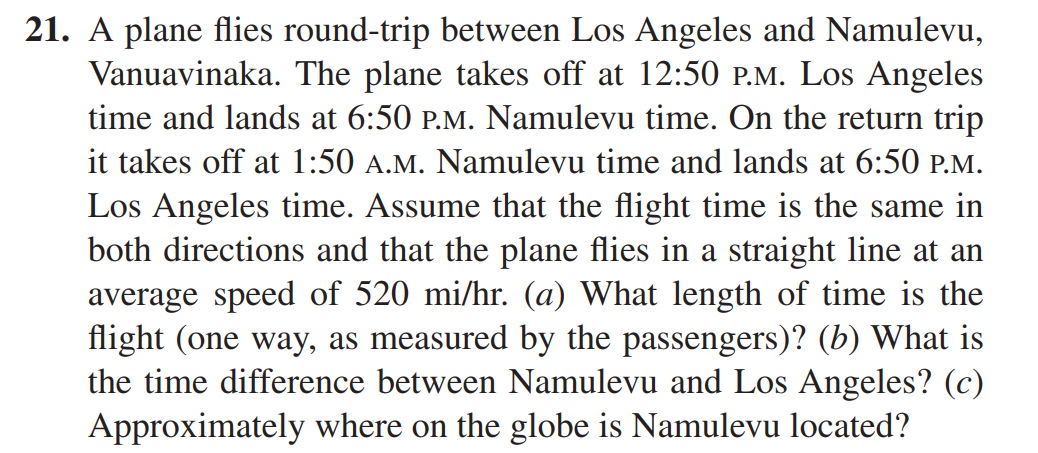 21. A plane flies round-trip between Los Angeles and Namulevu,
Vanuavinaka. The plane takes off at 12:50 P.M. Los Angeles
time and lands at 6:50 P.M. Namulevu time. On the return trip
it takes off at 1:50 A.M. Namulevu time and lands at 6:50 P.M.
Los Angeles time. Assume that the flight time is the same in
both directions and that the plane flies in a straight line at an
average speed of 520 mi/hr. (a) What length of time is the
flight (one way, as measured by the passengers)? (b) What is
the time difference between Namulevu and Los Angeles? (c)
Approximately where on the globe is Namulevu located?